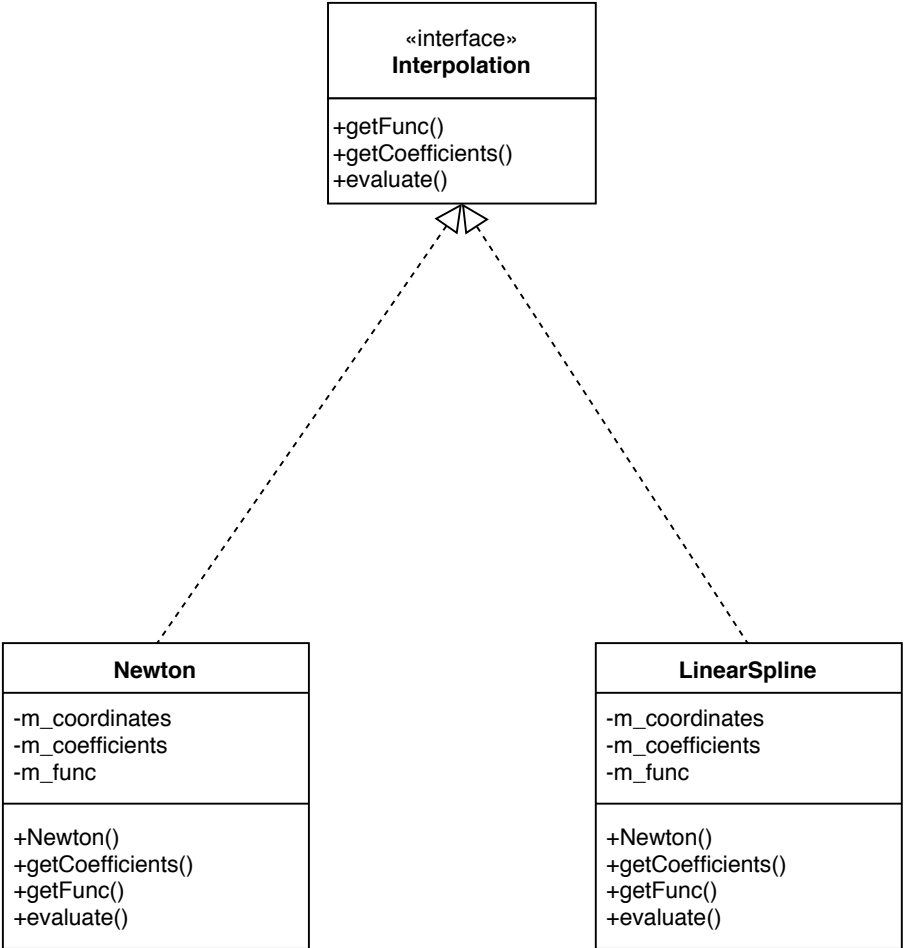 «interface»
Interpolation
+getFunc()
+getCoefficients()
+evaluate()
Newton
-m_coordinates
-m_coefficients
-m_func
+Newton()
+getCoefficients()
+getFunc()
+evaluate()
LinearSpline
-m_coordinates
-m_coefficients
-m_func
+Newton()
+getCoefficients()
+getFunc()
+evaluate()